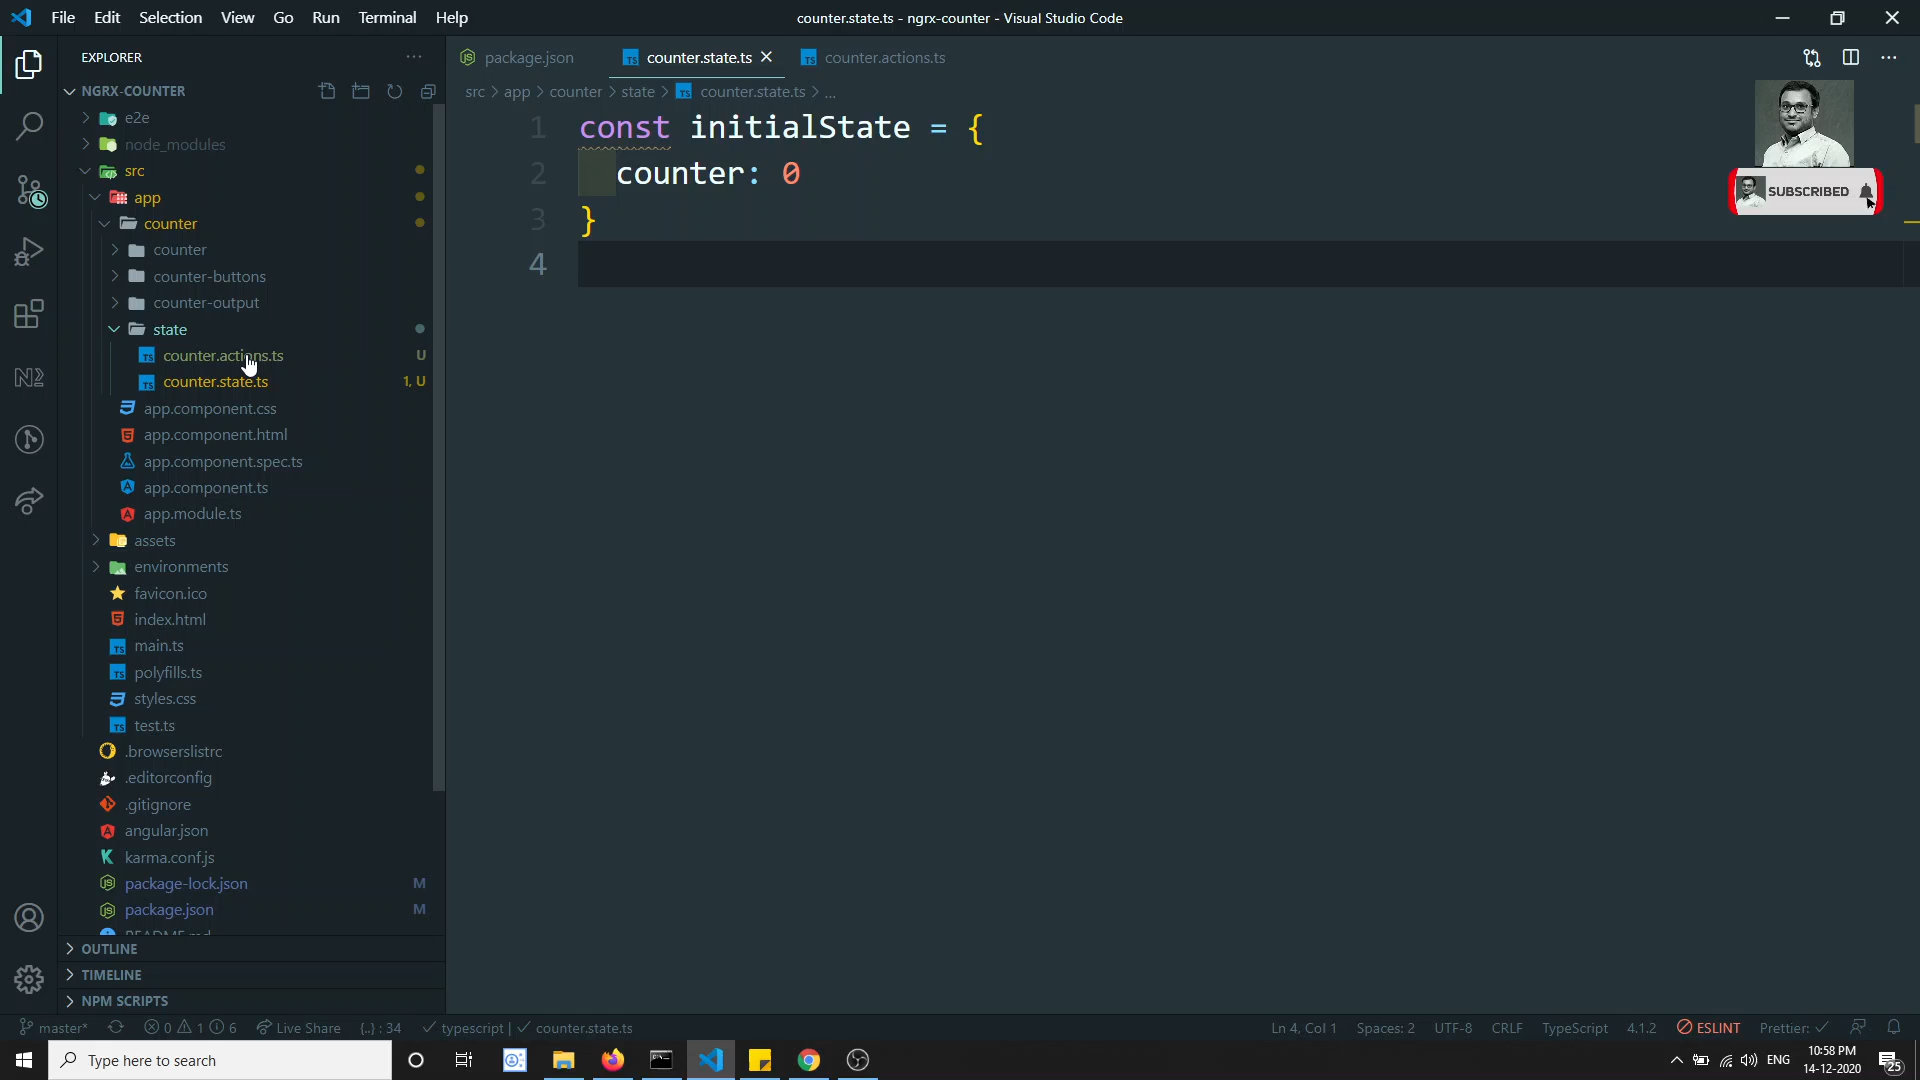 File Edit Selection View Go Run Terminal Help
counter.state.ts - ngrx-counter - Visual Studio Code
EXPLORER
NGRX-COUNTER
e2e
node_modules
src
app
counter
counter
counter-buttons
counter-output
state
counter.actions.ts U
counter.state.ts 1, U
app.component.css
app.component.html
app.component.spec.ts
app.component.ts
app.module.ts
assets
environments
favicon.ico
index.html
main.ts
polyfills.ts
styles.css
test.ts
.browserslistrc
.editorconfig
.gitignore
angular.json
karma.conf.js
package-lock.json M
package.json M
README.md
OUTLINE
TIMELINE
NPM SCRIPTS
package.json counter.state.ts counter.actions.ts
src > app > counter > state > counter.state.ts > ...
1 const initialState = {
2 counter: 0
3 }
4
SUBSCRIBED
master* 0 1 6 Live Share {..} : 34 typescript | counter.state.ts
Ln 4, Col 1 Spaces: 2 UTF-8 CRLF TypeScript 4.1.2 ESLINT Prettier:
Type here to search
ENG
10:58 PM
14-12-2020
25